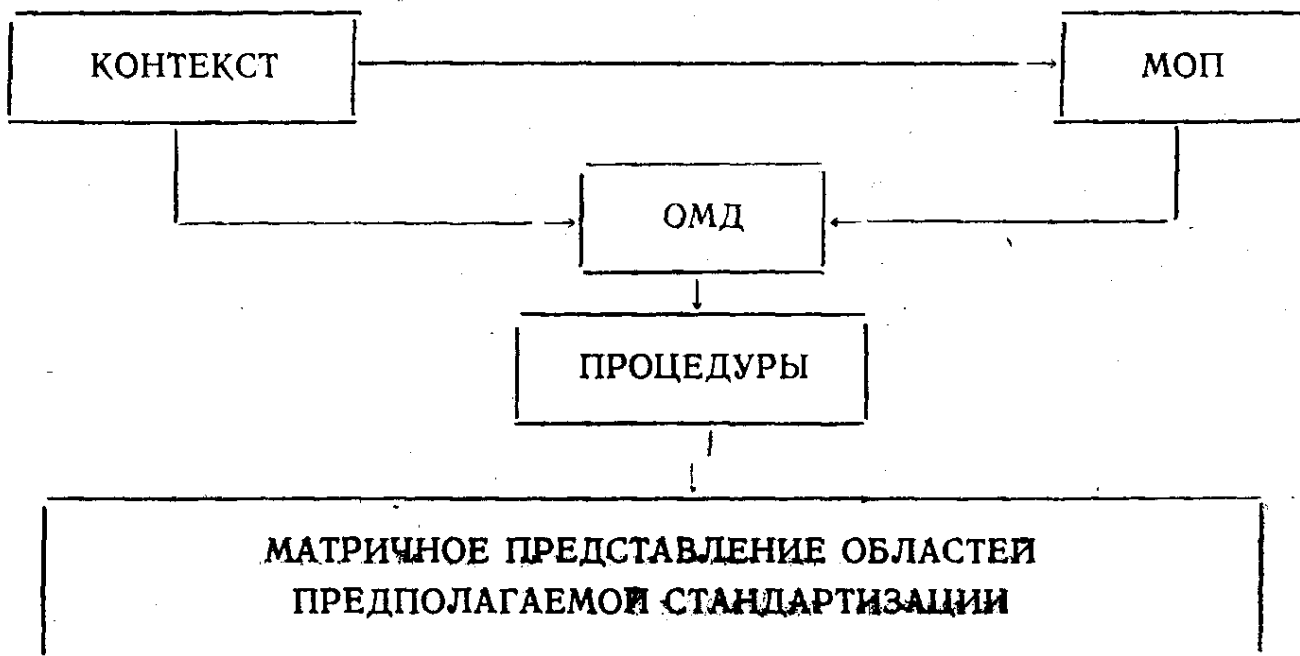 КОНТЕКСТ
МОП
ОМД
ПРОЦЕДУРЫ
МАТРИЧНОЕ ПРЕДСТАВЛЕНИЕ ОБЛАСТЕЙ
ПРЕДПОЛАГАЕМОЙ СТАНДАРТИЗАЦИИ